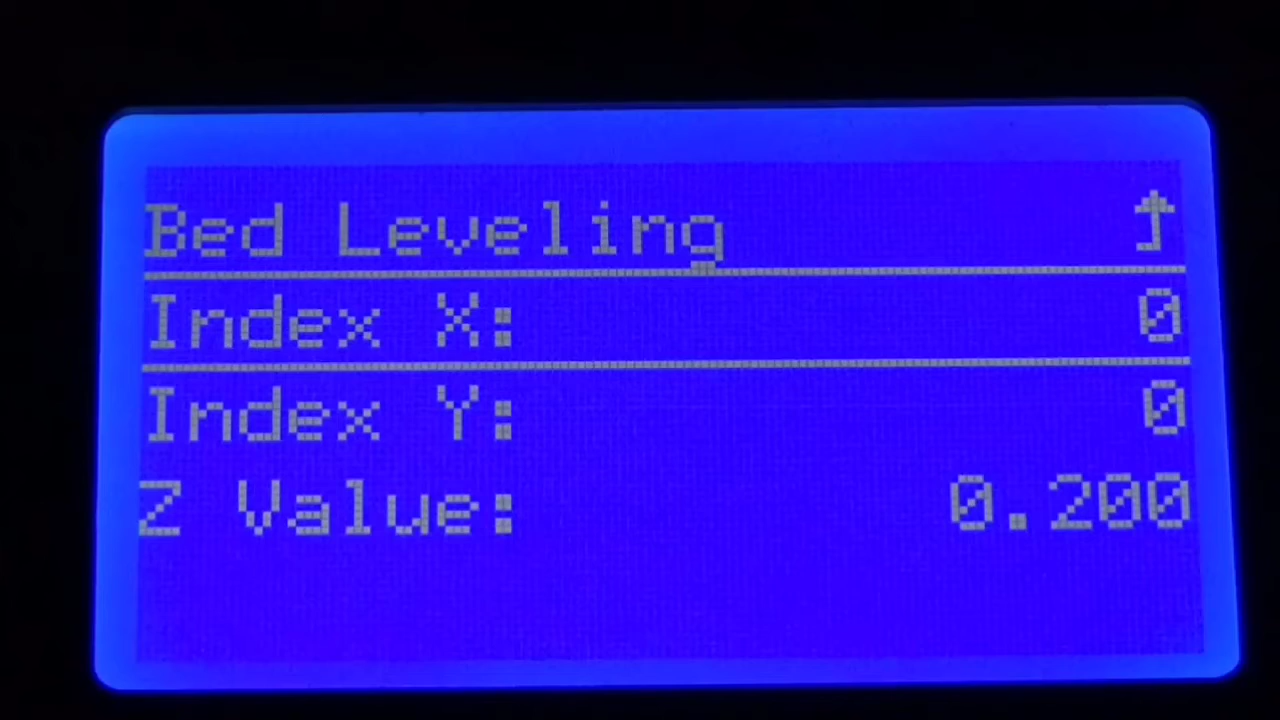 Bed Leveling ↑
Index X: 0
Index Y: 0
Z Value: 0.200